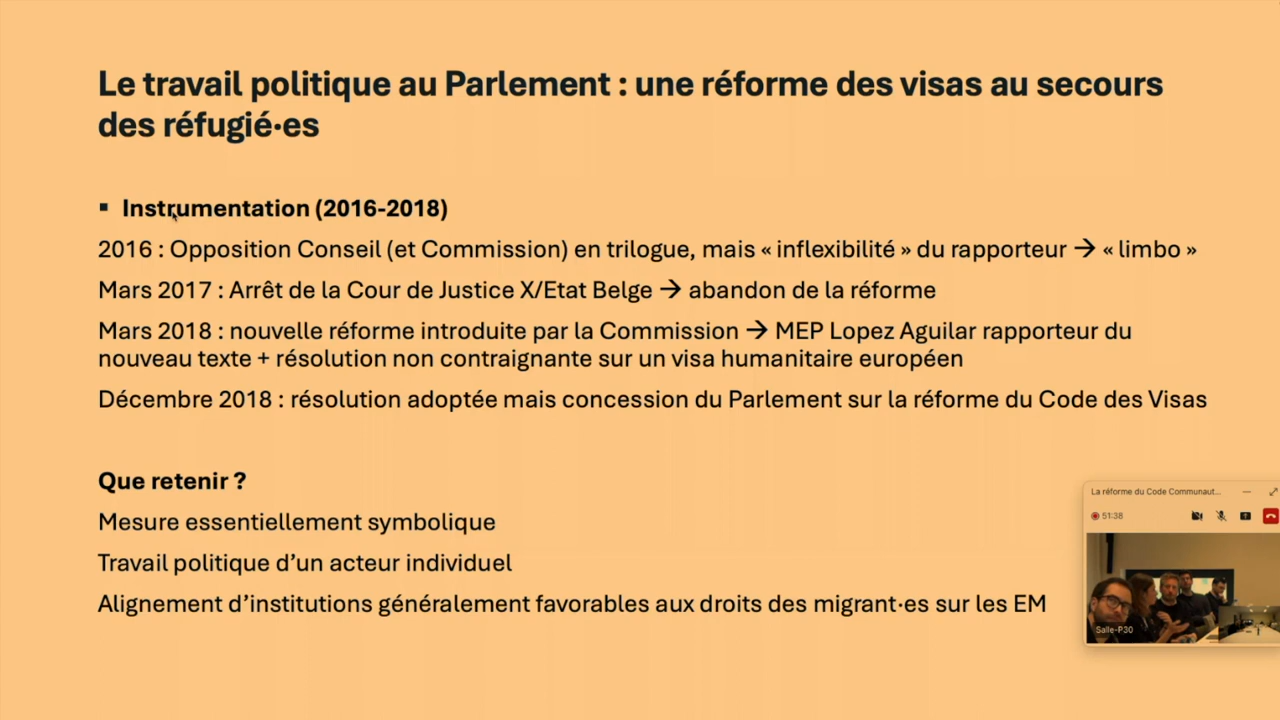 Le travail politique au Parlement : une réforme des visas au secours
des réfugié·es
▪ Instrumentation (2016-2018)
2016 : Opposition Conseil (et Commission) en trilogue, mais « inflexibilité » du rapporteur → « limbo »
Mars 2017 : Arrêt de la Cour de Justice X/Etat Belge → abandon de la réforme
Mars 2018 : nouvelle réforme introduite par la Commission → MEP Lopez Aguilar rapporteur du
nouveau texte + résolution non contraignante sur un visa humanitaire européen
Décembre 2018 : résolution adoptée mais concession du Parlement sur la réforme du Code des Visas
Que retenir ?
Mesure essentiellement symbolique
Travail politique d’un acteur individuel
Alignement d’institutions généralement favorables aux droits des migrant·es sur les EM
La réforme du Code Communaut...
51:38
Salle-P30